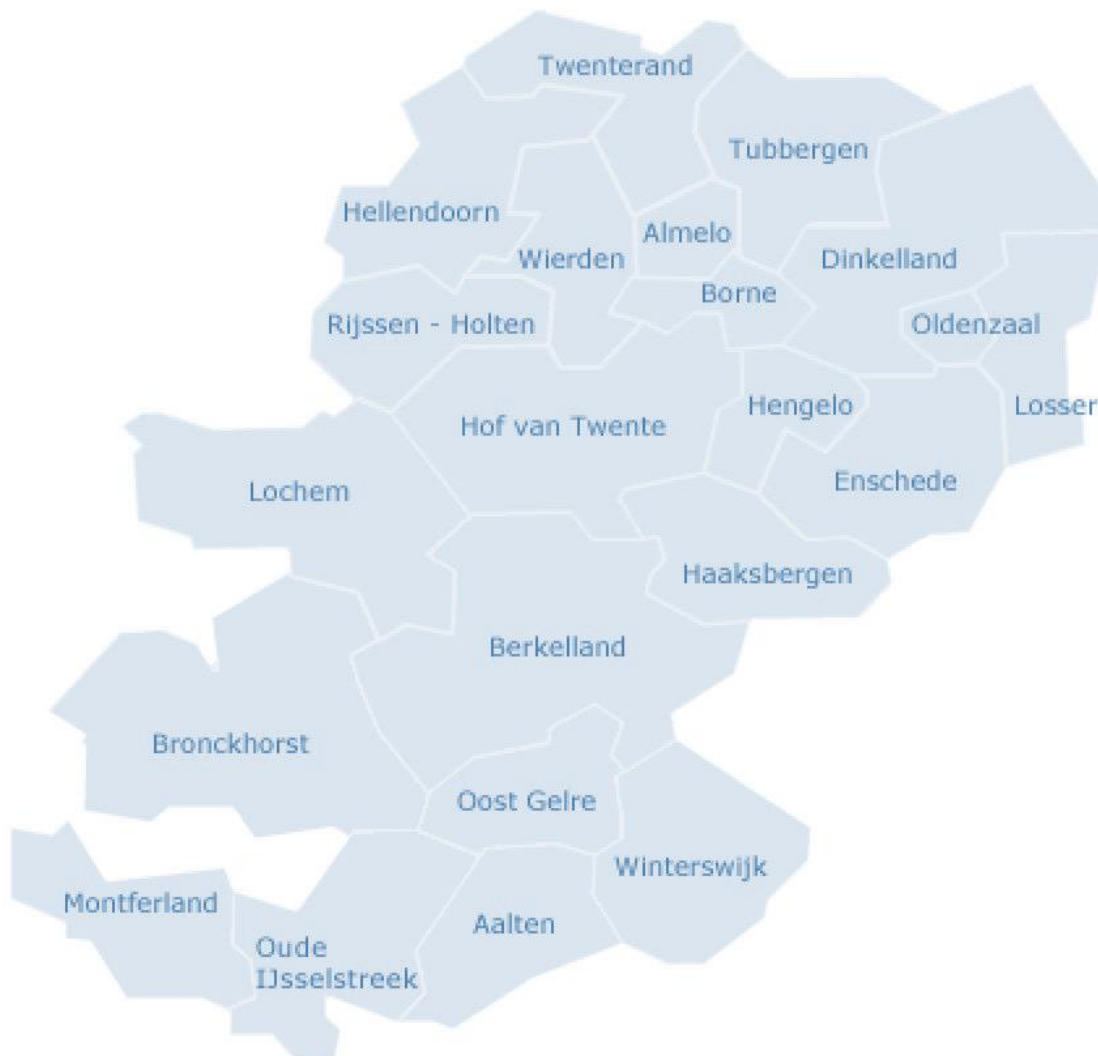 Twenterand
Tubbergen
Hellendoorn
Almelo
Wierden
Dinkelland
Borne
Rijssen - Holten
Oldenzaal
Hengelo
Losser
Hof van Twente
Enschede
Lochem
Haaksbergen
Berkelland
Bronckhorst
Oost Gelre
Winterswijk
Montferland
Aalten
Oude
IJsselstreek